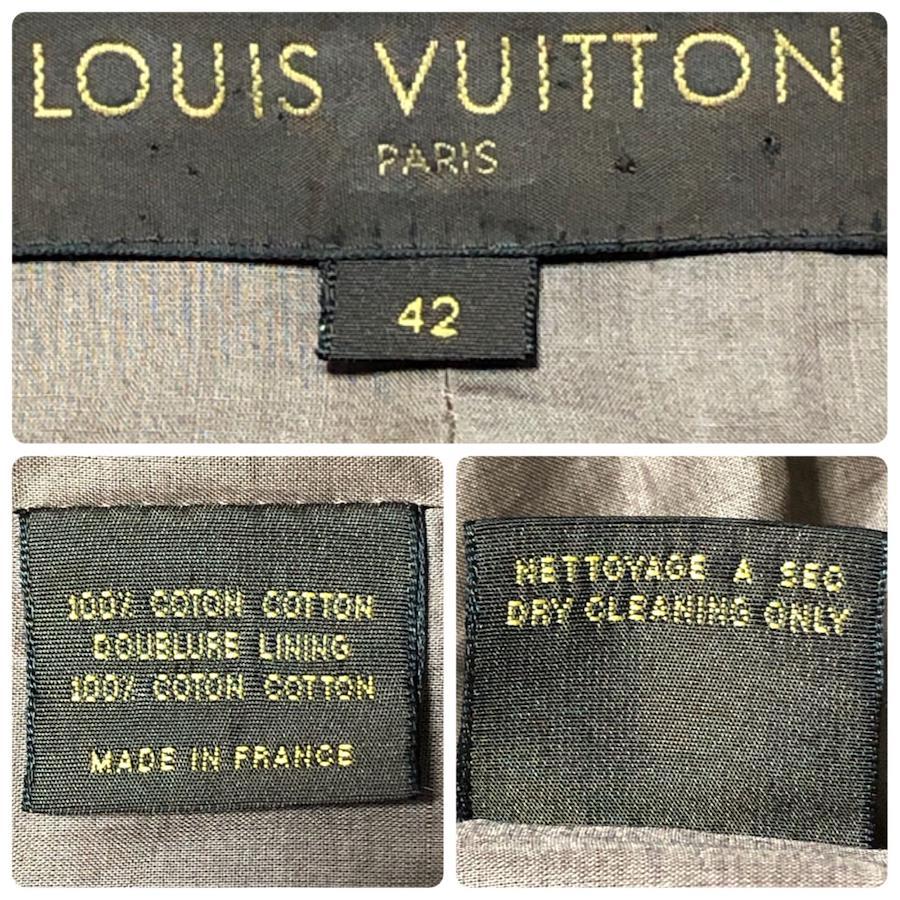 LOUIS VUITTON
PARIS
42
100% COTON COTTON
DOUBLURE LINING
100% COTON COTTON
MADE IN FRANCE
NETTOYAGE A SEC
DRY CLEANING ONLY